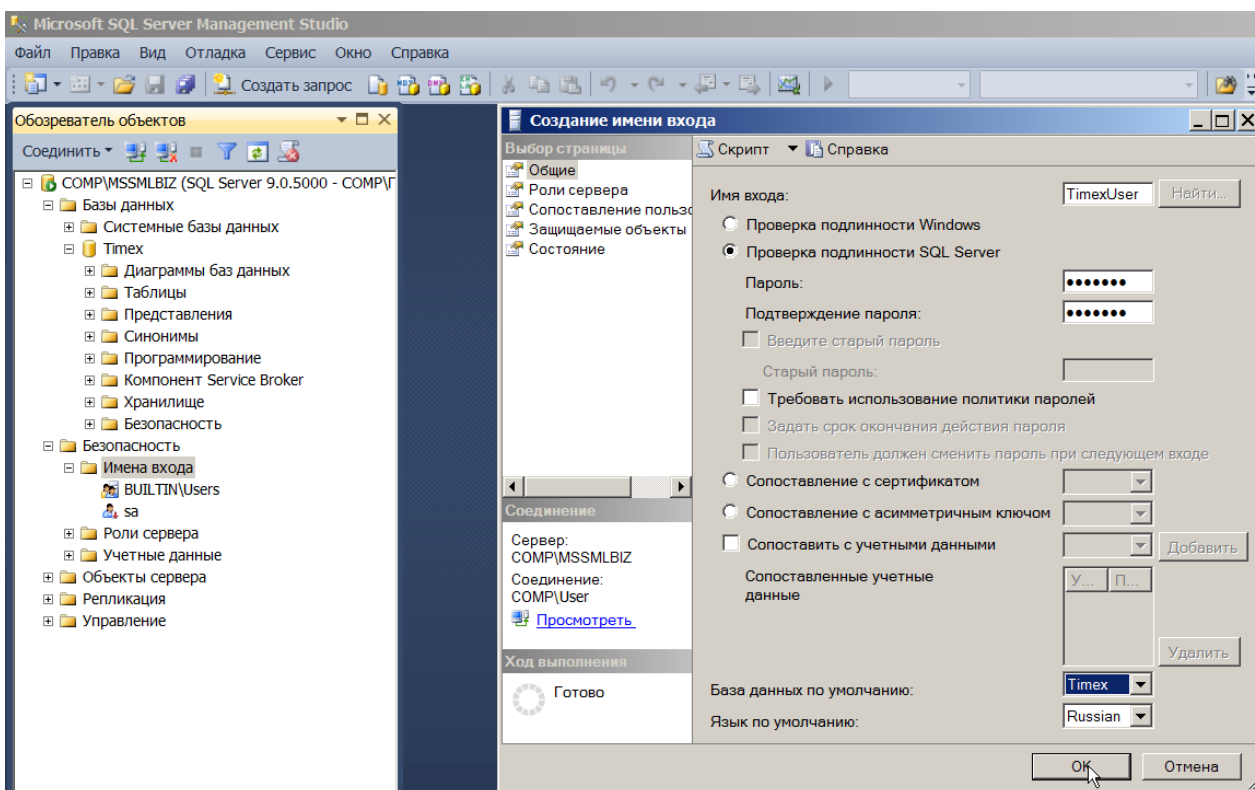 Microsoft SQL Server Management Studio
Файл Правка Вид Отладка Сервис Окно Справка
Создать запрос
Обозреватель объектов
Соединить
COMP\MSSMLBIZ (SQL Server 9.0.5000 - COMP\
Базы данных
Системные базы данных
Timex
Диаграммы баз данных
Таблицы
Представления
Синонимы
Программирование
Компонент Service Broker
Хранилище
Безопасность
Безопасность
Имена входа
BUILTIN\Users
sa
Роли сервера
Учетные данные
Объекты сервера
Репликация
Управление
Создание имени входа
Выбор страницы
Общие
Роли сервера
Сопоставление польз
Защищаемые объекты
Состояние
Соединение
Сервер:
COMP\MSSMLBIZ
Соединение:
COMP\User
Просмотреть
Ход выполнения
Готово
Скрипт Справка
Имя входа: TimexUser Найти...
Проверка подлинности Windows
Проверка подлинности SQL Server
Пароль: •••••••
Подтверждение пароля: •••••••
Введите старый пароль
Старый пароль:
Требовать использование политики паролей
Задать срок окончания действия пароля
Пользователь должен сменить пароль при следующем входе
Сопоставление с сертификатом
Сопоставление с асимметричным ключом
Сопоставить с учетными данными Добавить
Сопоставленные учетные У... П...
данные
Удалить
База данных по умолчанию: Timex
Язык по умолчанию: Russian
OK Отмена